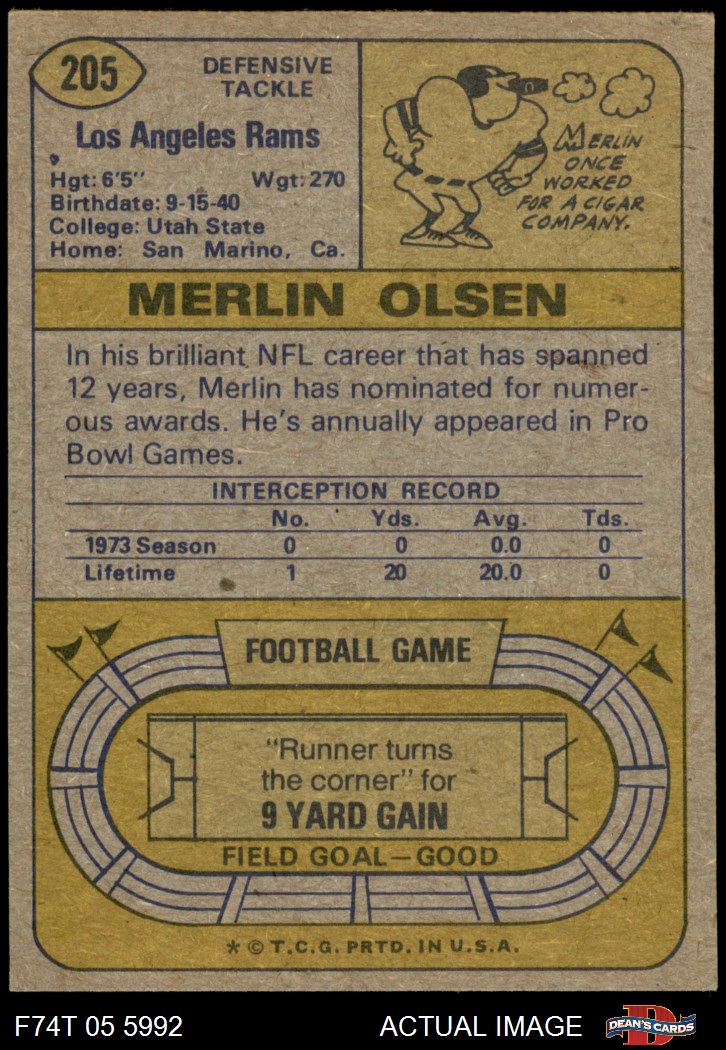 205
DEFENSIVE
TACKLE
Los Angeles Rams
Hgt: 6'5" Wgt: 270
Birthdate: 9-15-40
College: Utah State
Home: San Marino, Ca.
MERLIN
ONCE
WORKED
FOR A CIGAR
COMPANY.
MERLIN OLSEN
In his brilliant NFL career that has spanned
12 years, Merlin has nominated for numer-
ous awards. He's annually appeared in Pro
Bowl Games.
INTERCEPTION RECORD
No. Yds. Avg. Tds.
1973 Season 0 0 0.0 0
Lifetime 1 20 20.0 0
FOOTBALL GAME
"Runner turns
the corner" for
9 YARD GAIN
FIELD GOAL—GOOD
* © T.C.G. PRTD. IN U.S.A.
F74T 05 5992 ACTUAL IMAGE D DEAN'S CARDS